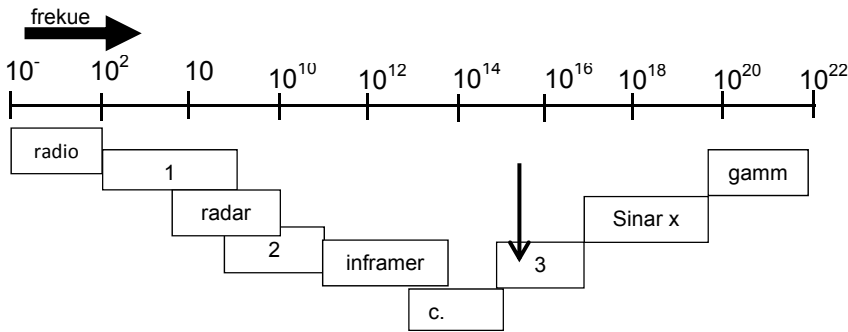 frekue
10⁻ 10² 10 10¹⁰ 10¹² 10¹⁴ 10¹⁶ 10¹⁸ 10²⁰ 10²²
radio
1
gamm
radar
Sinar x
2
inframer
3
c.